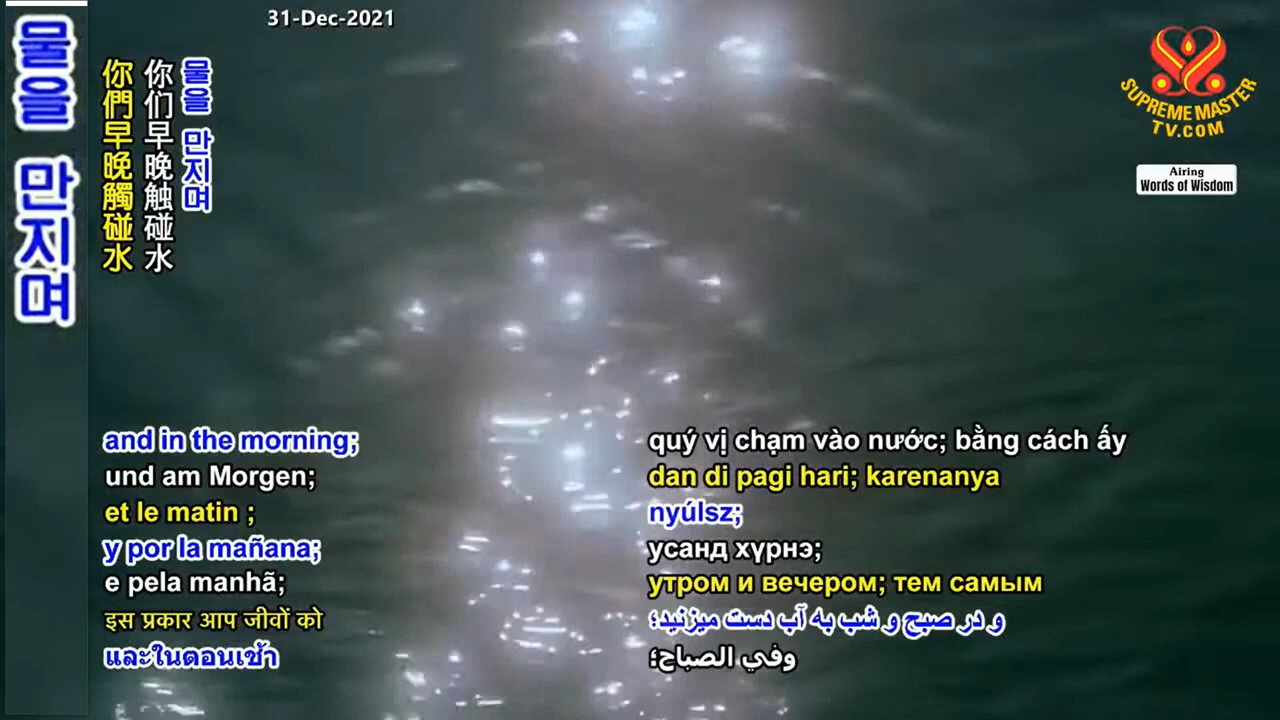 31-Dec-2021
물을 만지며
你們早晚觸碰水
你们早晚触碰水
물을 만지며
SUPREME MASTER
TV.COM
Airing
Words of Wisdom
and in the morning;
und am Morgen;
et le matin ;
y por la mañana;
e pela manhã;
इस प्रकार आप जीवों को
และในตอนเช้า
quý vị chạm vào nước; bằng cách ấy
dan di pagi hari; karenanya
nyúlsz;
усанд хүрнэ;
утром и вечером; тем самым
و در صبح و شب به آب دست میزنید؛
وفي الصباح؛